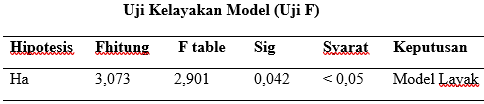 Uji Kelayakan Model (Uji F)
Hipotesis Fhitung F table Sig Syarat Keputusan
Ha 3,073 2,901 0,042 < 0,05 Model Layak